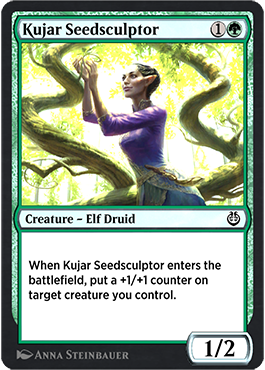 Kujar Seedsculptor 1
Creature ~ Elf Druid
When Kujar Seedsculptor enters the
battlefield, put a +1/+1 counter on
target creature you control.
Anna Steinbauer
1/2